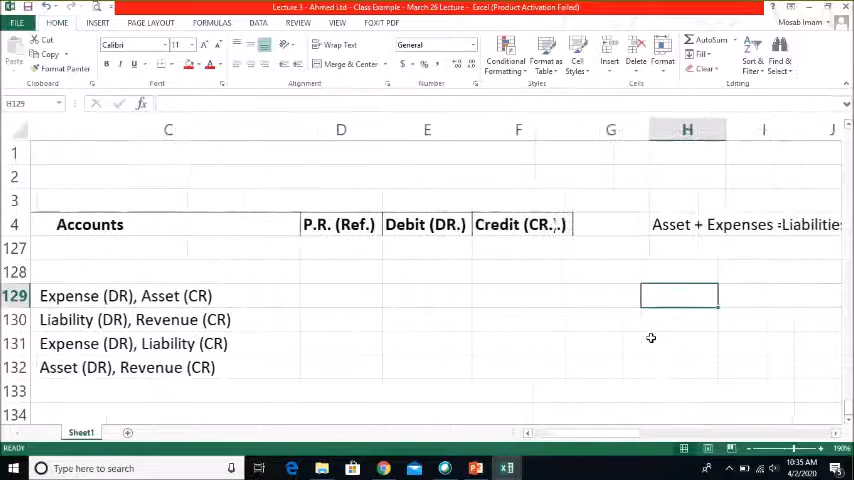 Lecture 3 - Ahmed Ltd - Class Example - March 26 Lecture - Excel (Product Activation Failed)
FILE HOME INSERT PAGE LAYOUT FORMULAS DATA REVIEW VIEW FOXIT PDF Mosab Imam
Cut
Copy
Format Painter
Paste
Clipboard
Calibri 11
B I U
Font
Wrap Text
Merge & Center
Alignment
General
$ % ,
Number
Conditional Formatting
Format as Table
Cell Styles
Styles
Insert Delete Format
Cells
AutoSum
Fill
Clear
Sort & Filter
Find & Select
Editing
H129
C D E F G H I J
1
2
3
4 Accounts P.R. (Ref.) Debit (DR.) Credit (CR.) Asset + Expenses =Liabilities
127
128
129 Expense (DR), Asset (CR)
130 Liability (DR), Revenue (CR)
131 Expense (DR), Liability (CR)
132 Asset (DR), Revenue (CR)
133
134
Sheet1
READY 190%
Type here to search
10:35 AM
4/2/2020